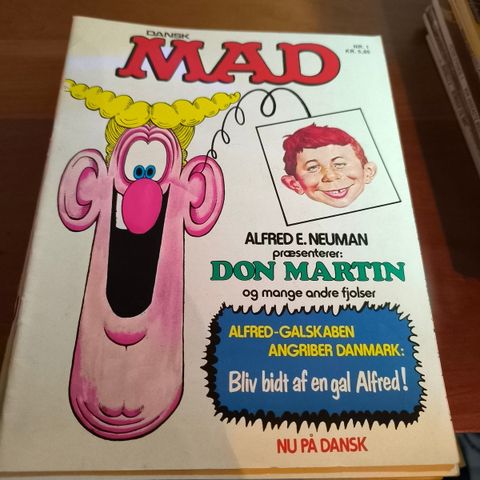 DANSK
MAD
NR. 1
KR. 5,85
ALFRED E. NEUMAN
præsenterer:
DON MARTIN
og mange andre fjolser
ALFRED-GALSKABEN
ANGRIBER DANMARK:
Bliv bidt af en gal Alfred!
NU PÅ DANSK